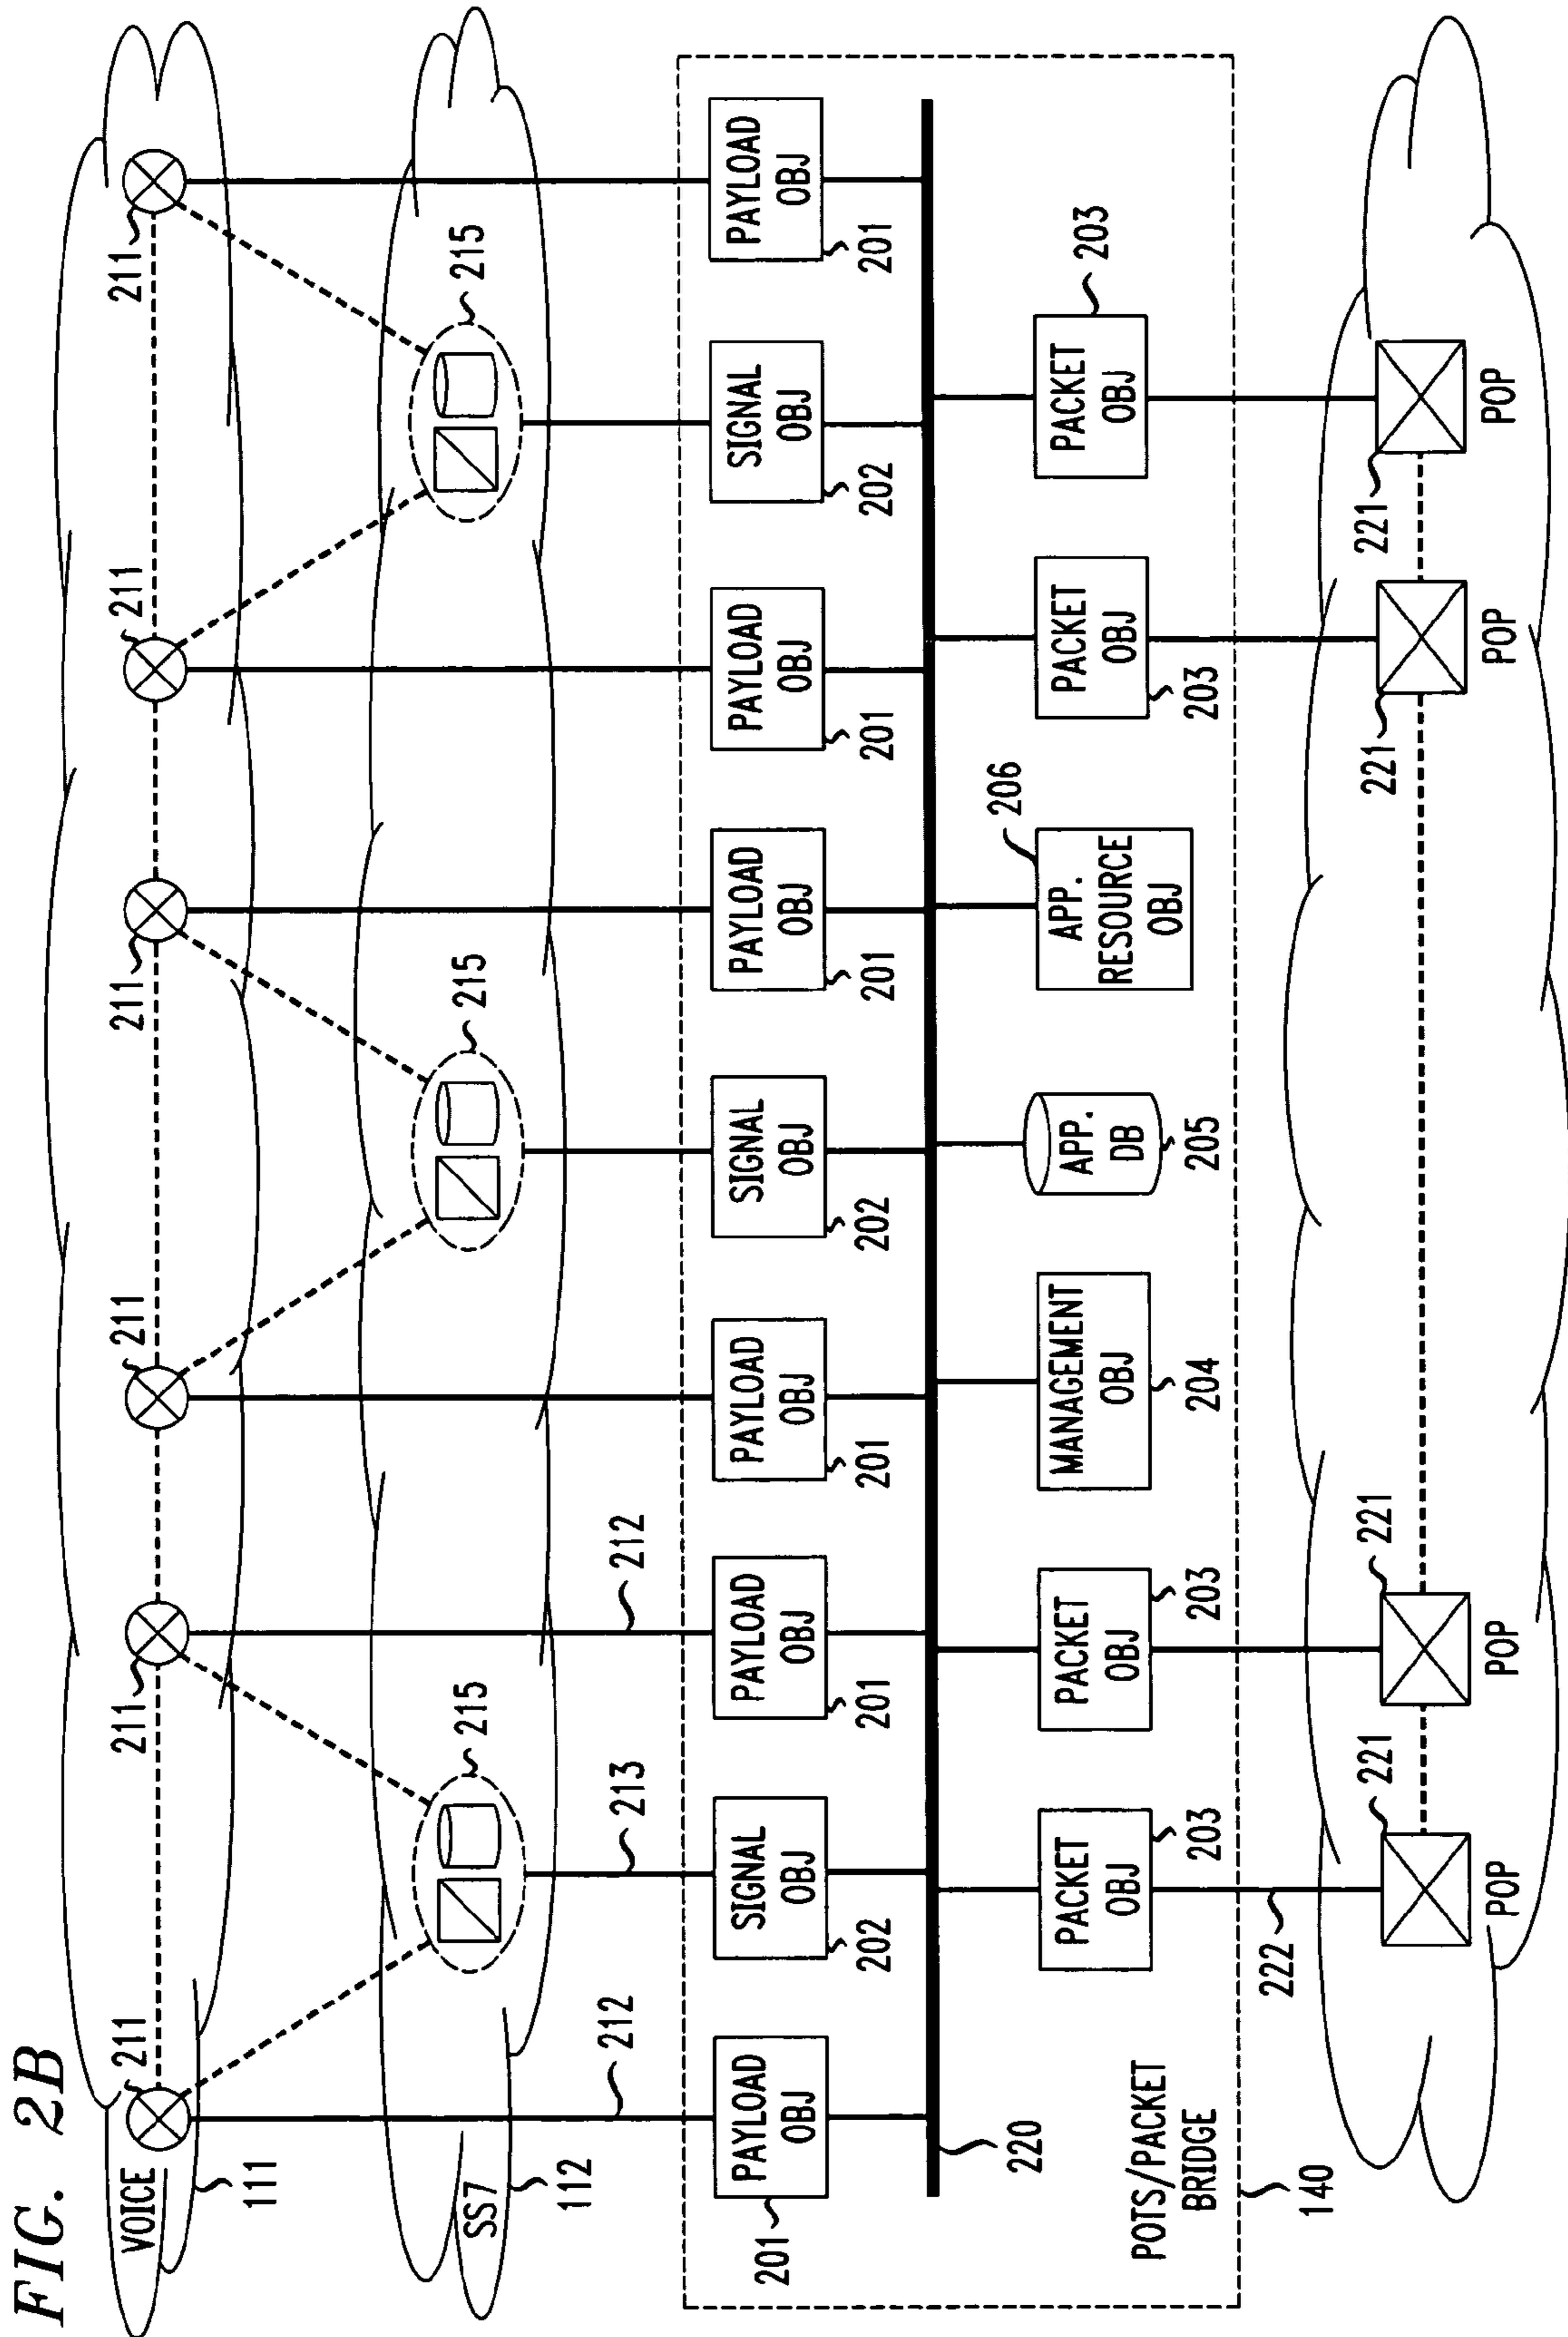 FIG. 2B
VOICE
111
211
211
211
211
211
211
SS7
112
215
215
215
212
213
212
PAYLOAD
OBJ
201
SIGNAL
OBJ
202
PAYLOAD
OBJ
201
PAYLOAD
OBJ
201
SIGNAL
OBJ
202
PAYLOAD
OBJ
201
PAYLOAD
OBJ
201
SIGNAL
OBJ
202
PAYLOAD
OBJ
201
220
POTS/PACKET
BRIDGE
140
PACKET
OBJ
203
PACKET
OBJ
203
MANAGEMENT
OBJ
204
APP.
DB
205
APP.
RESOURCE
OBJ
206
PACKET
OBJ
203
PACKET
OBJ
203
222
221
POP
221
POP
221
POP
221
POP